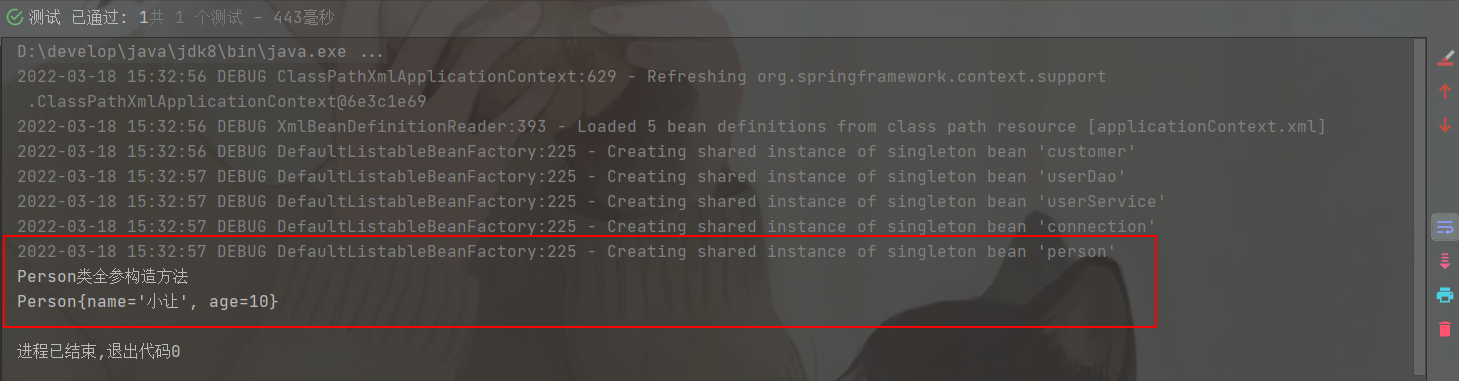 测试 已通过: 1共 1 个测试 – 443毫秒
D:\develop\java\jdk8\bin\java.exe ...
2022-03-18 15:32:56 DEBUG ClassPathXmlApplicationContext:629 - Refreshing org.springframework.context.support
.ClassPathXmlApplicationContext@6e3c1e69
2022-03-18 15:32:56 DEBUG XmlBeanDefinitionReader:393 - Loaded 5 bean definitions from class path resource [applicationContext.xml]
2022-03-18 15:32:56 DEBUG DefaultListableBeanFactory:225 - Creating shared instance of singleton bean 'customer'
2022-03-18 15:32:57 DEBUG DefaultListableBeanFactory:225 - Creating shared instance of singleton bean 'userDao'
2022-03-18 15:32:57 DEBUG DefaultListableBeanFactory:225 - Creating shared instance of singleton bean 'userService'
2022-03-18 15:32:57 DEBUG DefaultListableBeanFactory:225 - Creating shared instance of singleton bean 'connection'
2022-03-18 15:32:57 DEBUG DefaultListableBeanFactory:225 - Creating shared instance of singleton bean 'person'
Person类全参构造方法
Person{name='小让', age=10}
进程已结束,退出代码0